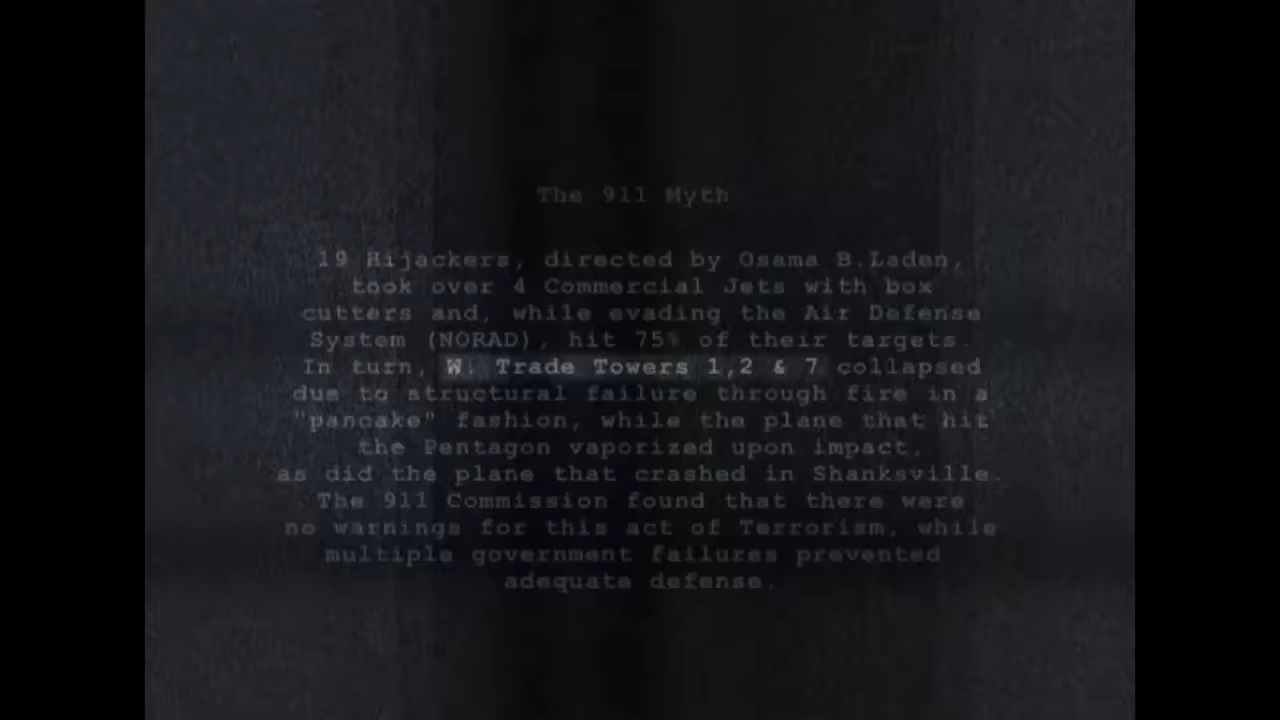 The 911 Myth
19 Hijackers, directed by Osama B.Laden,
took over 4 Commercial Jets with box
cutters and, while evading the Air Defense
System (NORAD), hit 75% of their targets.
In turn, W. Trade Towers 1,2 & 7 collapsed
due to structural failure through fire in a
"pancake" fashion, while the plane that hit
the Pentagon vaporized upon impact,
as did the plane that crashed in Shanksville.
The 911 Commission found that there were
no warnings for this act of Terrorism, while
multiple government failures prevented
adequate defense.